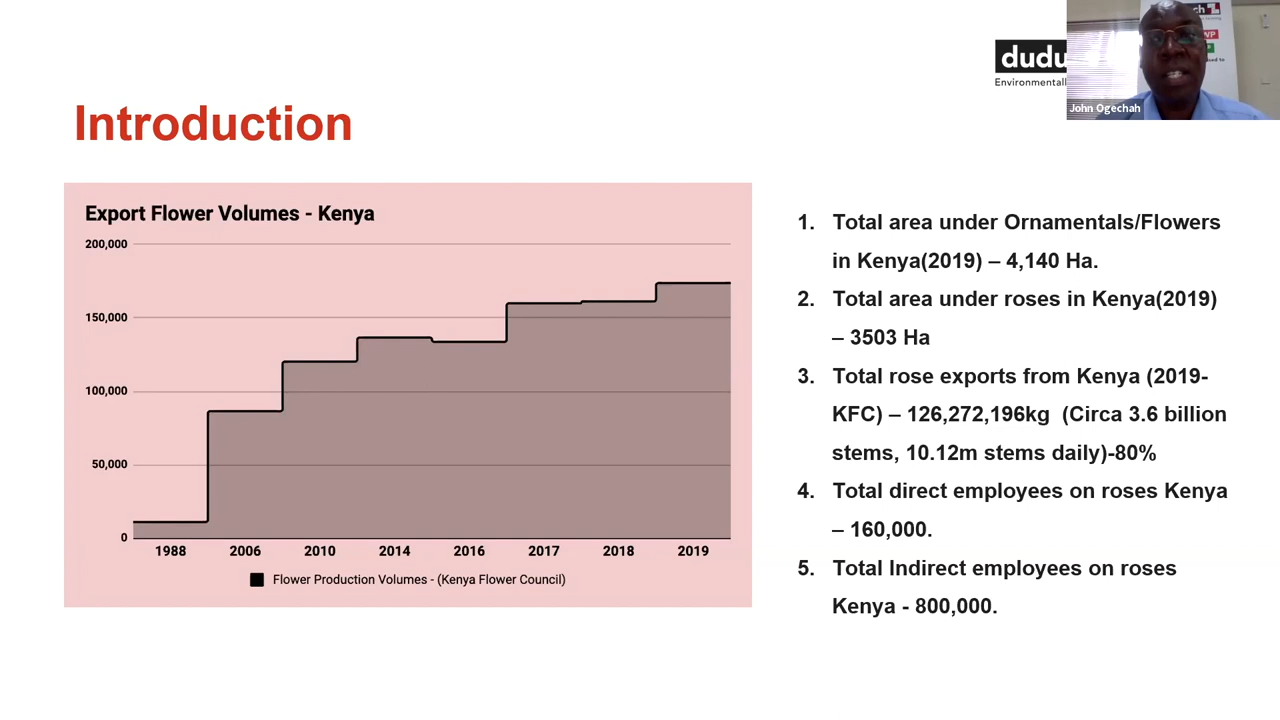 dudu
Environmentall
ch
WP
John Ogechah
Introduction
Export Flower Volumes - Kenya
200,000
150,000
100,000
50,000
0
1988 2006 2010 2014 2016 2017 2018 2019
Flower Production Volumes - (Kenya Flower Council)
1. Total area under Ornamentals/Flowers
in Kenya(2019) – 4,140 Ha.
2. Total area under roses in Kenya(2019)
– 3503 Ha
3. Total rose exports from Kenya (2019-
KFC) – 126,272,196kg (Circa 3.6 billion
stems, 10.12m stems daily)-80%
4. Total direct employees on roses Kenya
– 160,000.
5. Total Indirect employees on roses
Kenya - 800,000.